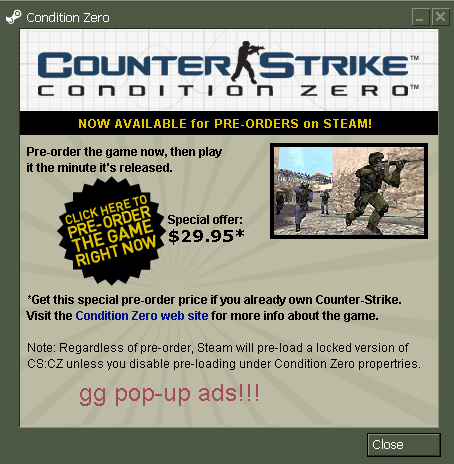 Condition Zero
COUNTER STRIKE™
CONDITION ZERO™
NOW AVAILABLE for PRE-ORDERS on STEAM!
Pre-order the game now, then play
it the minute it's released.
CLICK HERE TO
PRE-ORDER
THE GAME
RIGHT NOW
Special offer:
$29.95*
*Get this special pre-order price if you already own Counter-Strike.
Visit the Condition Zero web site for more info about the game.
Note: Regardless of pre-order, Steam will pre-load a locked version of
CS:CZ unless you disable pre-loading under Condition Zero propertries.
gg pop-up ads!!!
Close